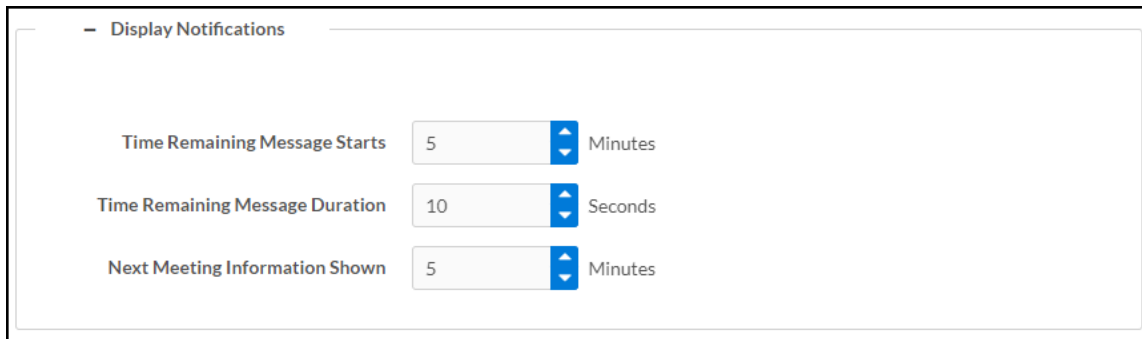 – Display Notifications
Time Remaining Message Starts 5 Minutes
Time Remaining Message Duration 10 Seconds
Next Meeting Information Shown 5 Minutes